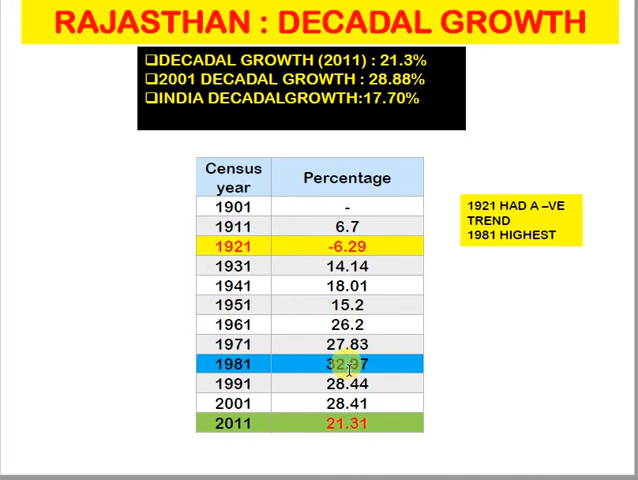 RAJASTHAN : DECADAL GROWTH
❑DECADAL GROWTH (2011) : 21.3%
❑2001 DECADAL GROWTH : 28.88%
❑INDIA DECADALGROWTH:17.70%
Census year Percentage
1901 -
1911 6.7
1921 -6.29
1931 14.14
1941 18.01
1951 15.2
1961 26.2
1971 27.83
1981 32.97
1991 28.44
2001 28.41
2011 21.31
1921 HAD A –VE
TREND
1981 HIGHEST